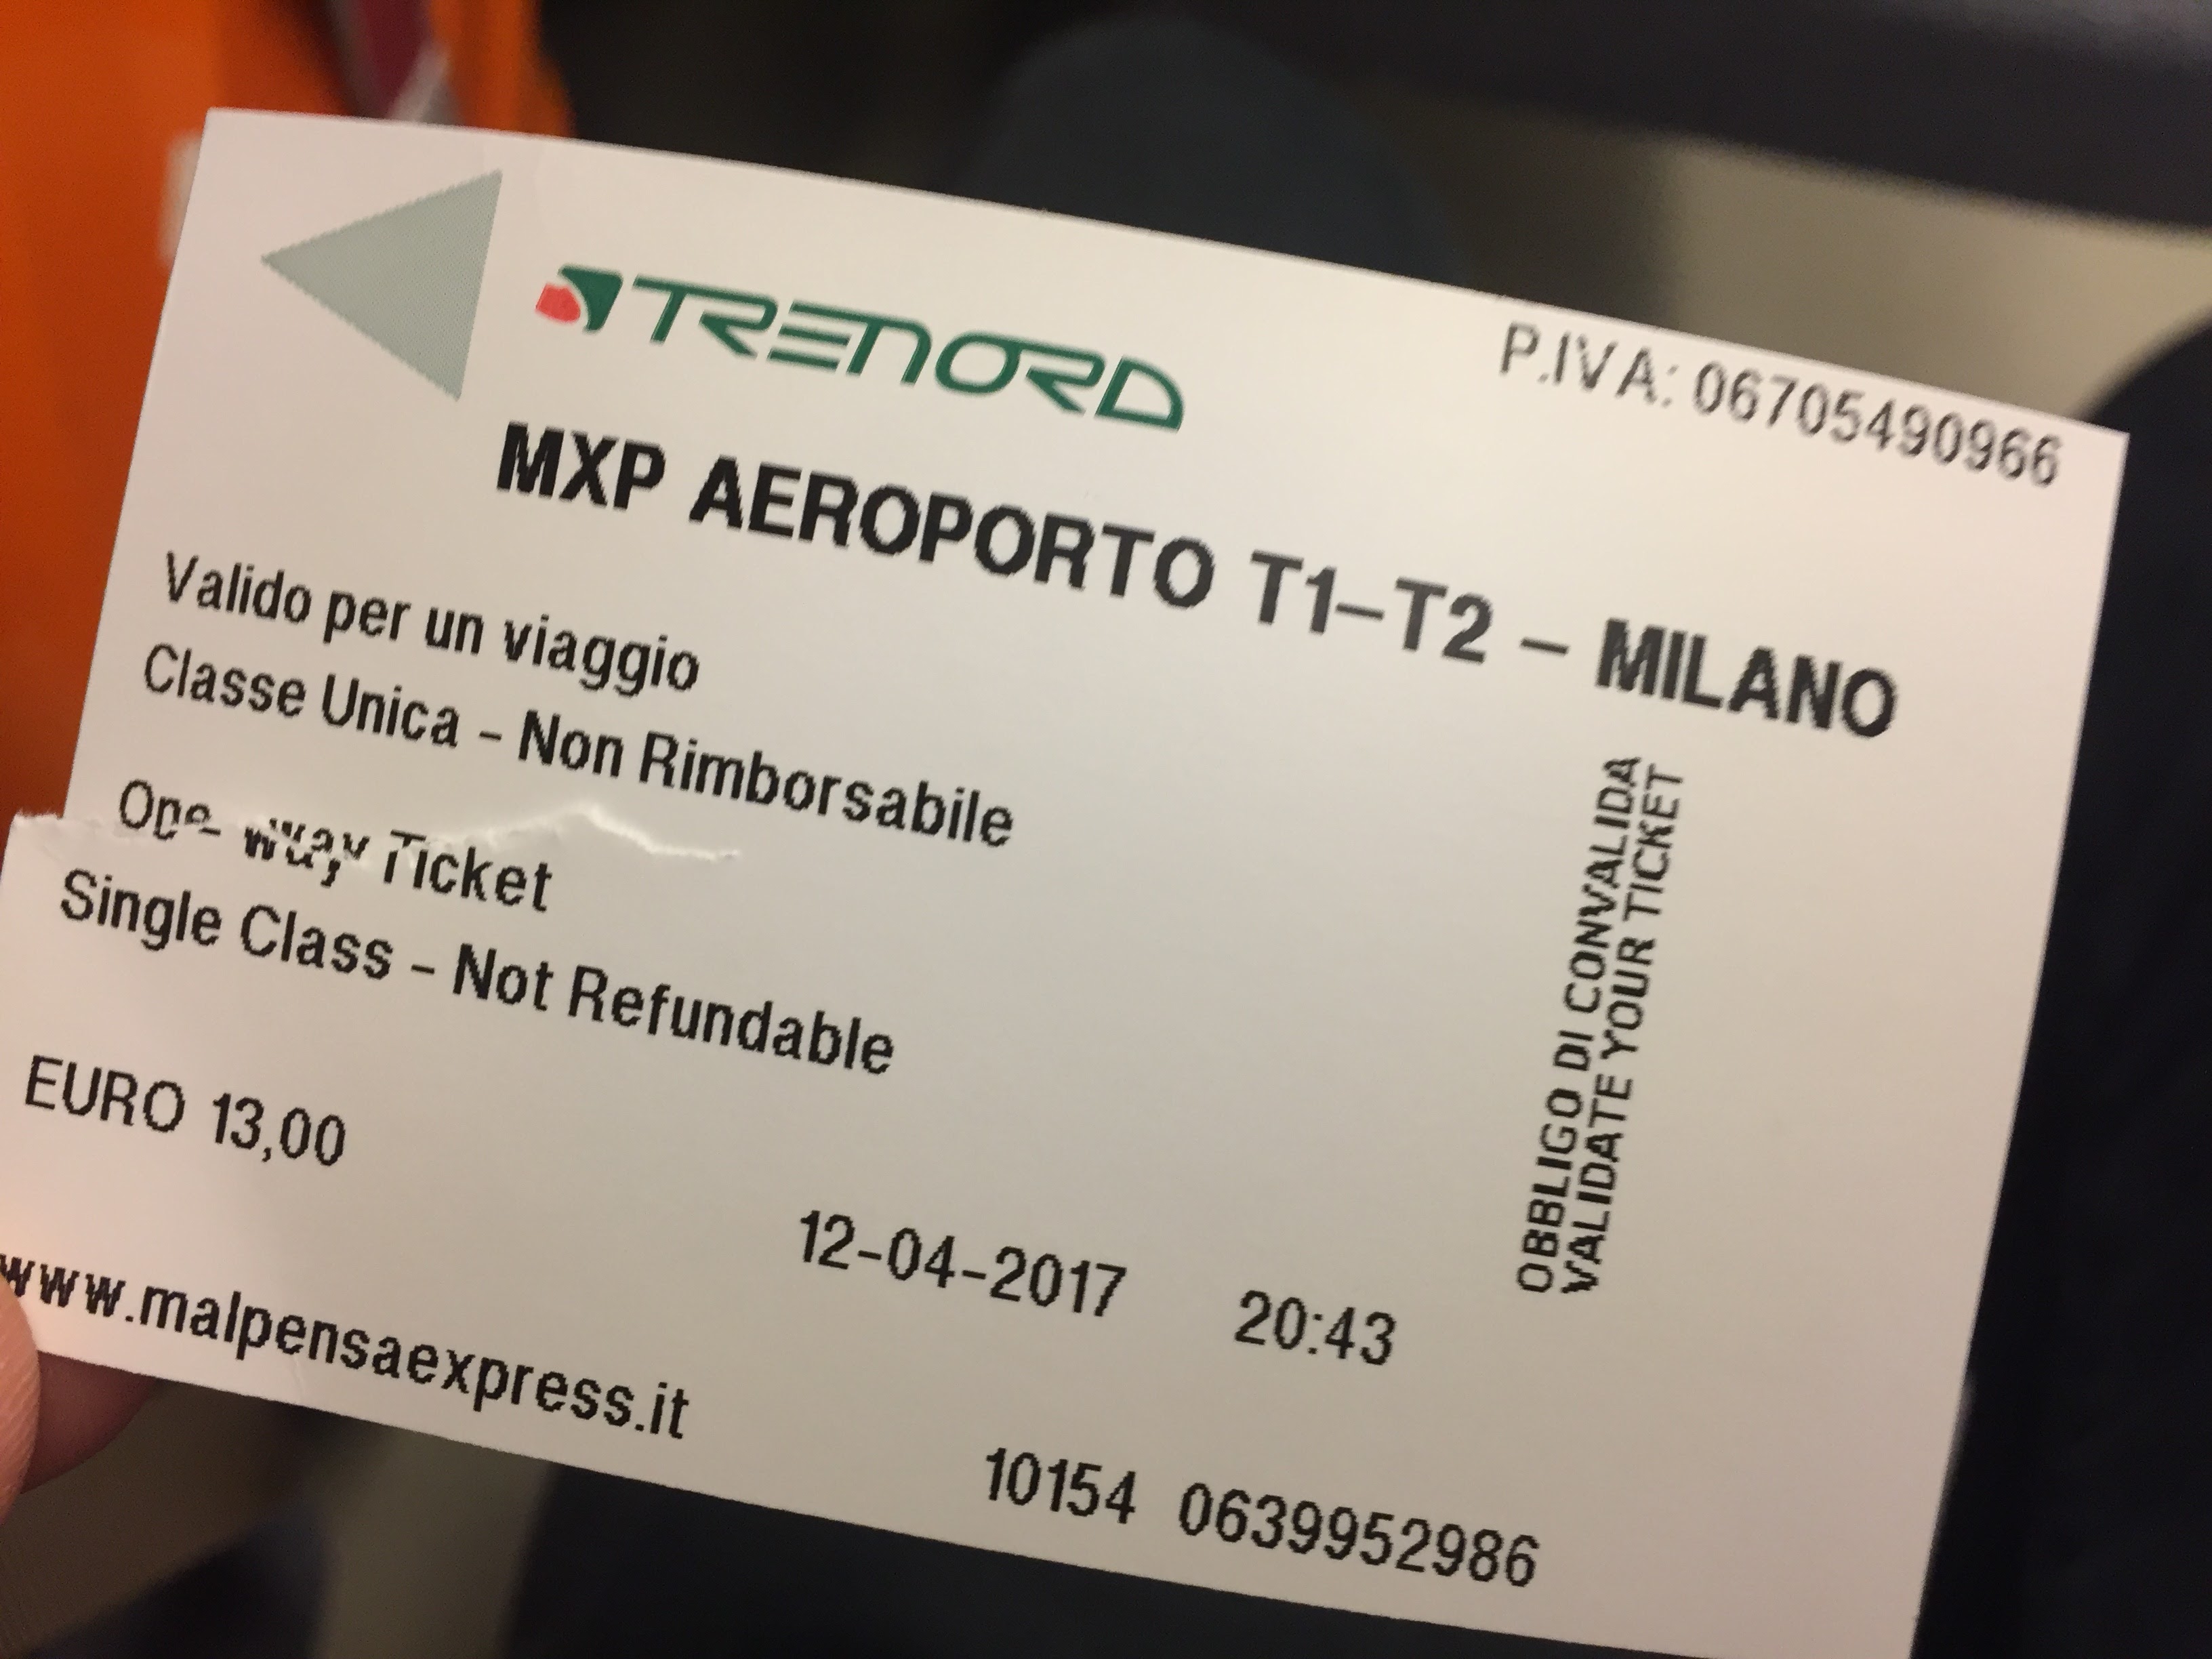 TRENORD
P.IVA: 06705490966
MXP AEROPORTO T1-T2 - MILANO
Valido per un viaggio
Classe Unica - Non Rimborsabile
One-way Ticket
Single Class - Not Refundable
OBBLIGO DI CONVALIDA
VALIDATE YOUR TICKET
EURO 13,00
12-04-2017 20:43
www.malpensaexpress.it
10154 0639952986